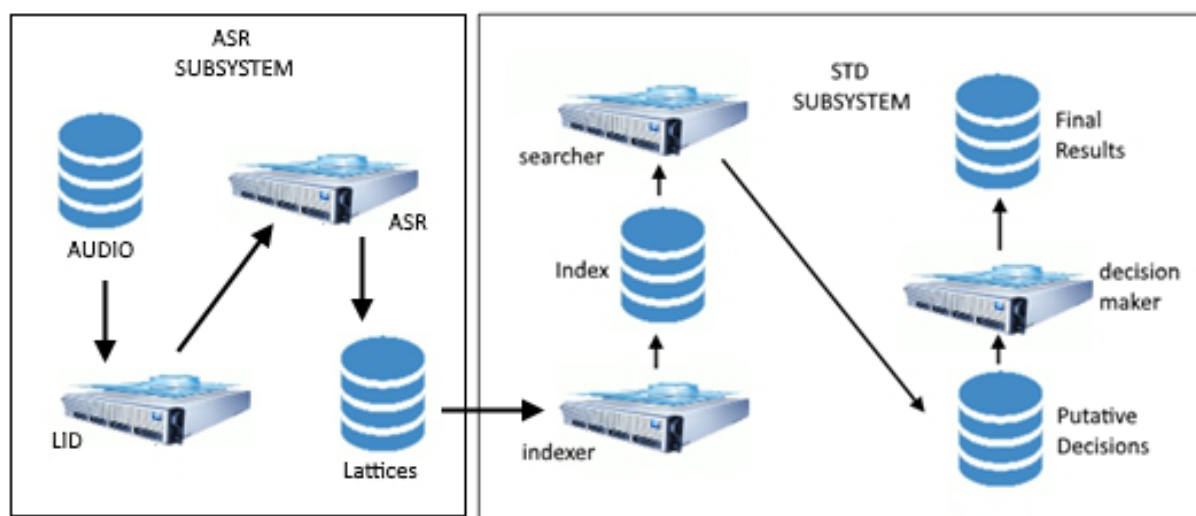 ASR
SUBSYSTEM
AUDIO
ASR
LID
Lattices
STD
SUBSYSTEM
searcher
Index
indexer
Final
Results
decision
maker
Putative
Decisions